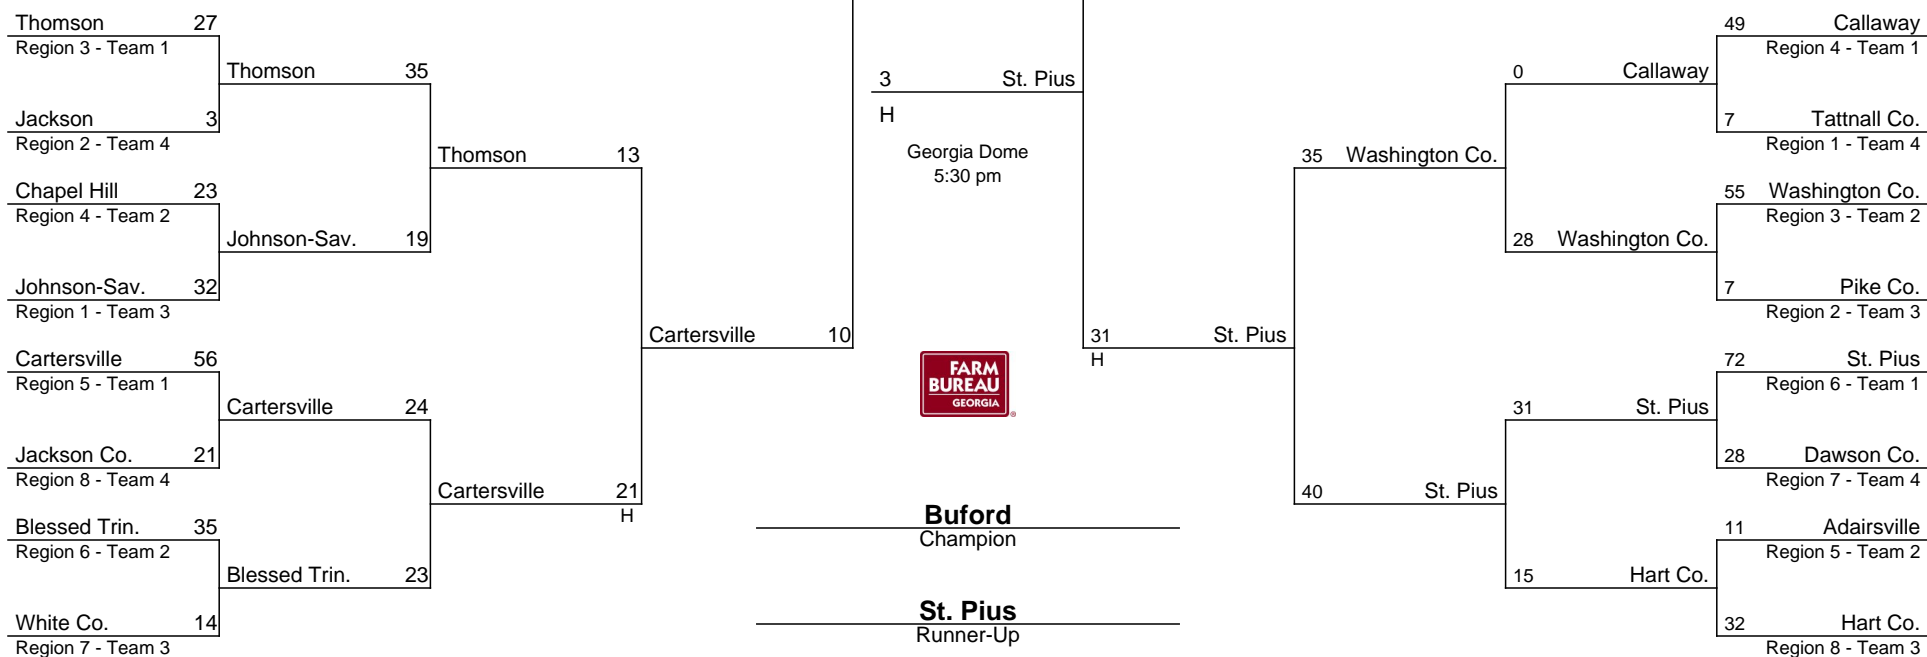 Thomson 27
Region 3 - Team 1
Thomson 35
Jackson 3
Region 2 - Team 4
Thomson 13
Chapel Hill 23
Region 4 - Team 2
Johnson-Sav. 19
Johnson-Sav. 32
Region 1 - Team 3
Cartersville 10
Cartersville 56
Region 5 - Team 1
Cartersville 24
Jackson Co. 21
Region 8 - Team 4
Cartersville 21
H
Blessed Trin. 35
Region 6 - Team 2
Blessed Trin. 23
White Co. 14
Region 7 - Team 3
3 St. Pius
H
Georgia Dome
5:30 pm
FARM
BUREAU
GEORGIA
®
Buford
Champion
St. Pius
Runner-Up
31 St. Pius
H
35 Washington Co.
40 St. Pius
0 Callaway
28 Washington Co.
31 St. Pius
15 Hart Co.
49 Callaway
Region 4 - Team 1
7 Tattnall Co.
Region 1 - Team 4
55 Washington Co.
Region 3 - Team 2
7 Pike Co.
Region 2 - Team 3
72 St. Pius
Region 6 - Team 1
28 Dawson Co.
Region 7 - Team 4
11 Adairsville
Region 5 - Team 2
32 Hart Co.
Region 8 - Team 3